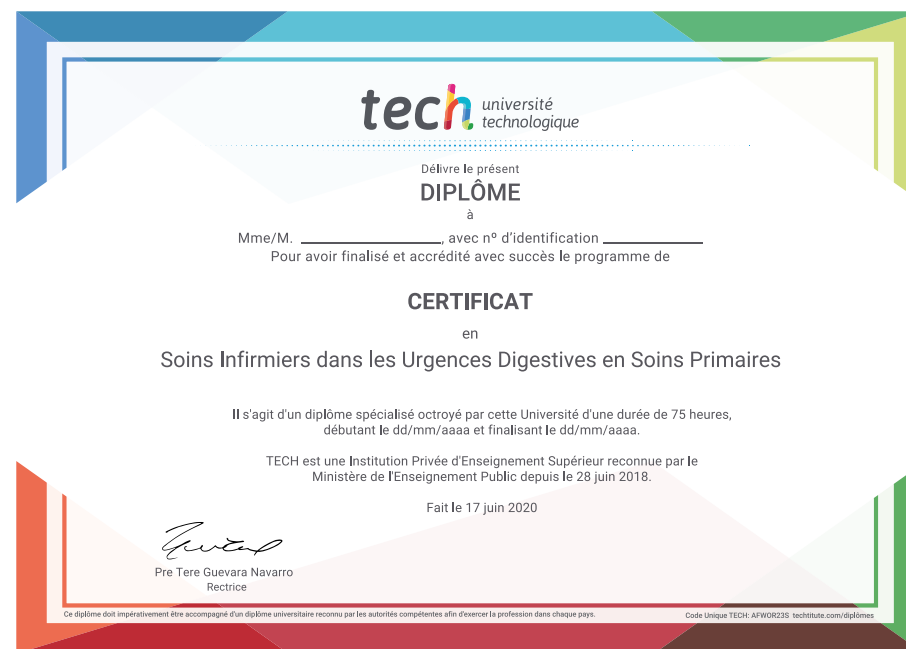 tech université
technologique
Délivre le présent
DIPLÔME
à
Mme/M. ____________________, avec nº d'identification ______________
Pour avoir finalisé et accrédité avec succès le programme de
CERTIFICAT
en
Soins Infirmiers dans les Urgences Digestives en Soins Primaires
Il s'agit d'un diplôme spécialisé octroyé par cette Université d'une durée de 75 heures,
débutant le dd/mm/aaaa et finalisant le dd/mm/aaaa.
TECH est une Institution Privée d'Enseignement Supérieur reconnue par le
Ministère de l'Enseignement Public depuis le 28 juin 2018.
Fait le 17 juin 2020
Pre Tere Guevara Navarro
Rectrice
Ce diplôme doit impérativement être accompagné d'un diplôme universitaire reconnu par les autorités compétentes afin d'exercer la profession dans chaque pays.
Code Unique TECH: AFWOR23S techtitute.com/diplômes